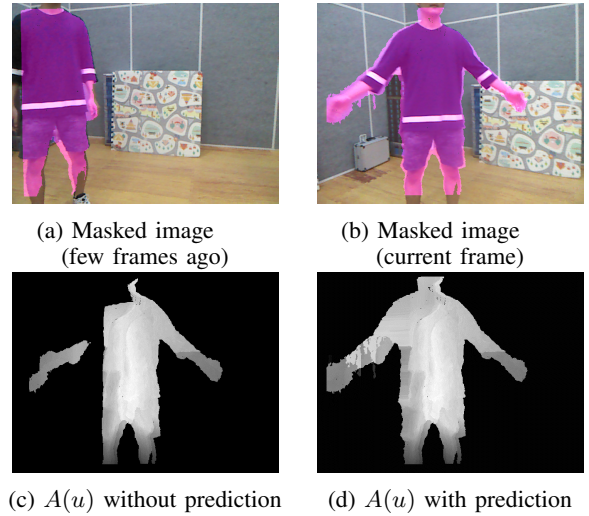 (a) Masked image
(few frames ago)
(b) Masked image
(current frame)
(c) A(u) without prediction
(d) A(u) with prediction